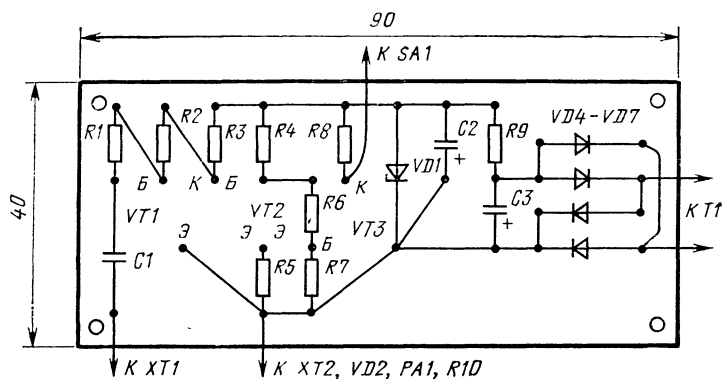 90
К SA1
40
R1
R2
R3
R4
R8
C2
R9
VD4-VD7
Б
К
Б
К
VD1
VT1
VT2
R6
VT3
C3
К T1
Э
Э
Э
Б
C1
R5
R7
+
+
К XT1
К XT2, VD2, PA1, R10